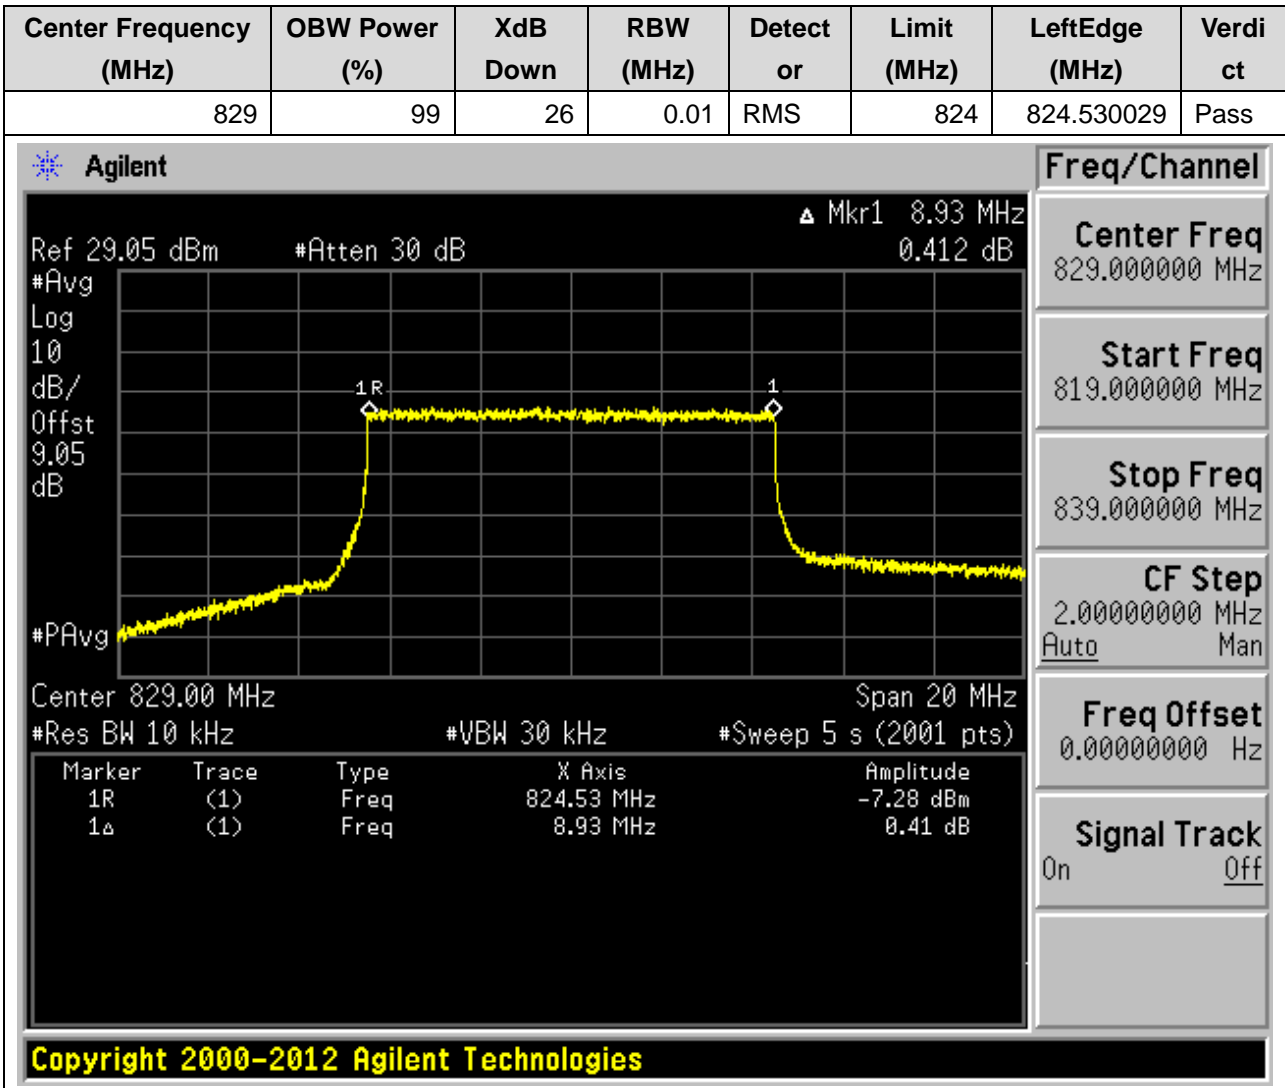 Center Frequency (MHz) OBW Power (%) XdB Down RBW (MHz) Detect or Limit (MHz) LeftEdge (MHz) Verdi ct
829 99 26 0.01 RMS 824 824.530029 Pass
Agilent
Freq/Channel
Δ Mkr1 8.93 MHz
Ref 29.05 dBm #Atten 30 dB 0.412 dB
#Avg
Log
10
dB/
Offst
9.05
dB
#PAvg
1R
1
Center 829.00 MHz Span 20 MHz
#Res BW 10 kHz #VBW 30 kHz #Sweep 5 s (2001 pts)
Marker Trace Type X Axis Amplitude
1R (1) Freq 824.53 MHz -7.28 dBm
1Δ (1) Freq 8.93 MHz 0.41 dB
Center Freq
829.000000 MHz
Start Freq
819.000000 MHz
Stop Freq
839.000000 MHz
CF Step
2.00000000 MHz
Auto Man
Freq Offset
0.00000000 Hz
Signal Track
On Off
Copyright 2000-2012 Agilent Technologies